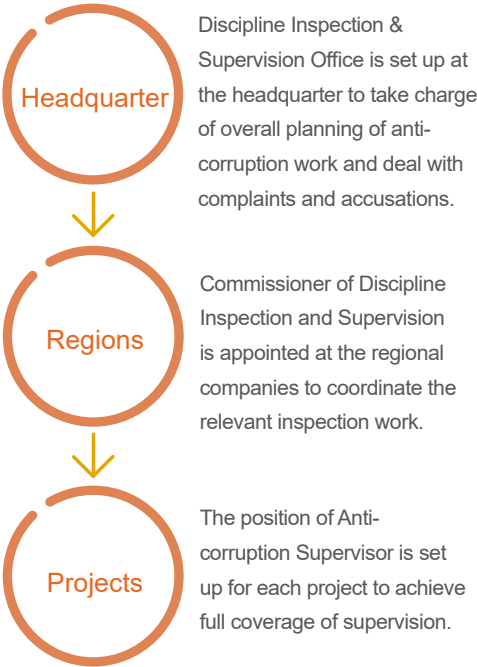 Headquarter
Discipline Inspection &
Supervision Office is set up at
the headquarter to take charge
of overall planning of anti-
corruption work and deal with
complaints and accusations.
Regions
Commissioner of Discipline
Inspection and Supervision
is appointed at the regional
companies to coordinate the
relevant inspection work.
Projects
The position of Anti-
corruption Supervisor is set
up for each project to achieve
full coverage of supervision.